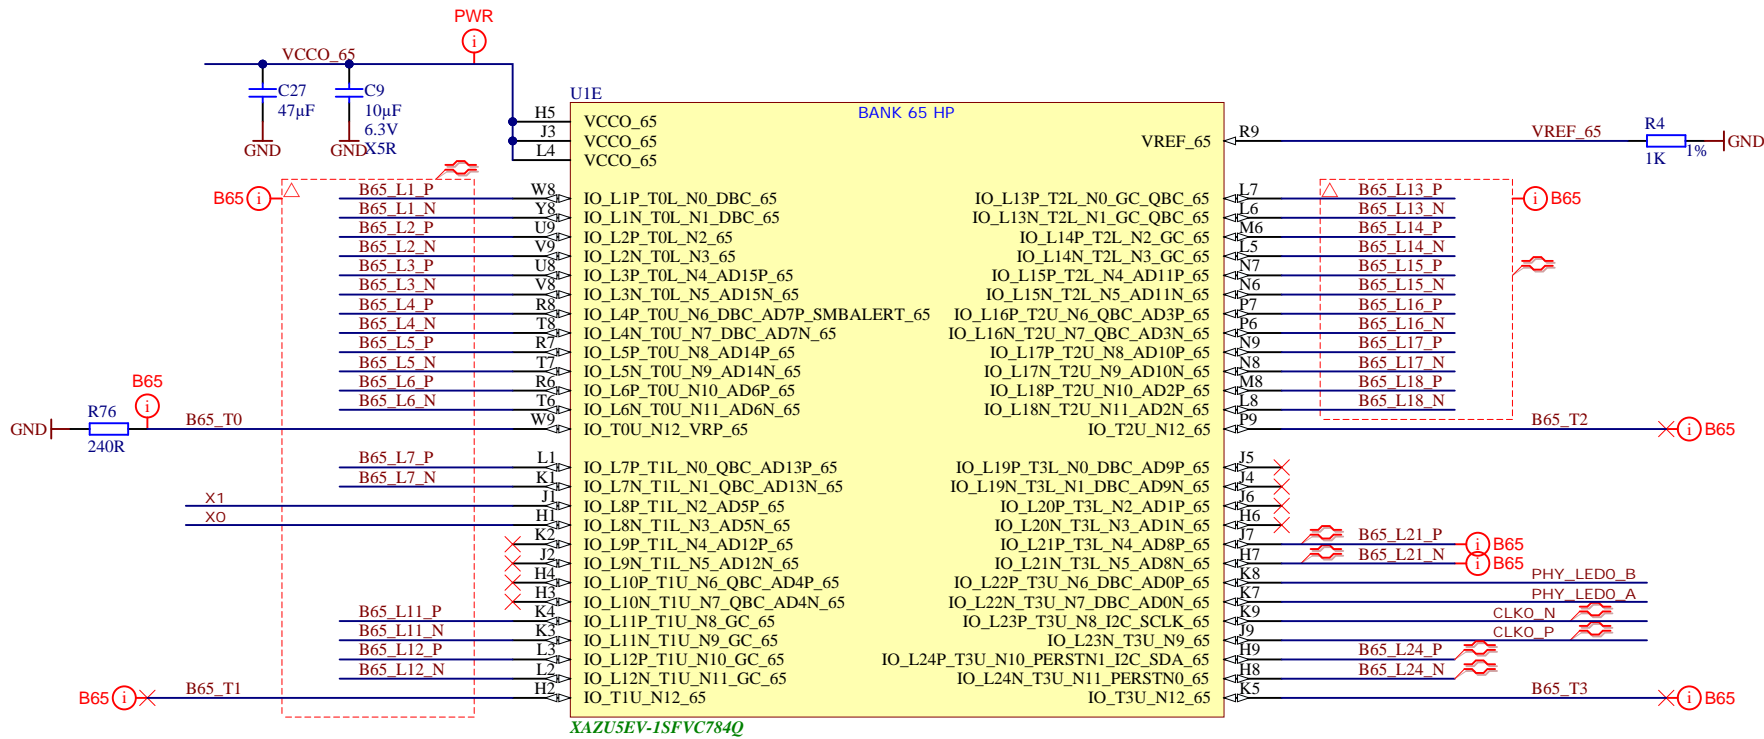 PWR
i
VCCO_65
C27
47µF
GND
C9
10µF
6.3V
X5R
GND
U1E
BANK 65 HP
H5 VCCO_65
J3 VCCO_65
L4 VCCO_65
VREF_65 R9 VREF_65
R4
1K
1%
GND
B65 i
B65_L1_P W8 IO_L1P_T0L_N0_DBC_65
B65_L1_N Y8 IO_L1N_T0L_N1_DBC_65
B65_L2_P U9 IO_L2P_T0L_N2_65
B65_L2_N V9 IO_L2N_T0L_N3_65
B65_L3_P U8 IO_L3P_T0L_N4_AD15P_65
B65_L3_N V8 IO_L3N_T0L_N5_AD15N_65
B65_L4_P R8 IO_L4P_T0U_N6_DBC_AD7P_SMBALERT_65
B65_L4_N T8 IO_L4N_T0U_N7_DBC_AD7N_65
B65_L5_P R7 IO_L5P_T0U_N8_AD14P_65
B65_L5_N T7 IO_L5N_T0U_N9_AD14N_65
B65_L6_P R6 IO_L6P_T0U_N10_AD6P_65
B65_L6_N T6 IO_L6N_T0U_N11_AD6N_65
B65
i
GND
R76
240R
B65_T0 W9 IO_T0U_N12_VRP_65
B65_L7_P L1 IO_L7P_T1L_N0_QBC_AD13P_65
B65_L7_N K1 IO_L7N_T1L_N1_QBC_AD13N_65
X1 J1 IO_L8P_T1L_N2_AD5P_65
X0 H1 IO_L8N_T1L_N3_AD5N_65
K2 IO_L9P_T1L_N4_AD12P_65
J2 IO_L9N_T1L_N5_AD12N_65
H4 IO_L10P_T1U_N6_QBC_AD4P_65
H3 IO_L10N_T1U_N7_QBC_AD4N_65
B65_L11_P K4 IO_L11P_T1U_N8_GC_65
B65_L11_N K3 IO_L11N_T1U_N9_GC_65
B65_L12_P L3 IO_L12P_T1U_N10_GC_65
B65_L12_N L2 IO_L12N_T1U_N11_GC_65
B65 i B65_T1 H2 IO_T1U_N12_65
IO_L13P_T2L_N0_GC_QBC_65 L7 B65_L13_P
i B65
IO_L13N_T2L_N1_GC_QBC_65 L6 B65_L13_N
IO_L14P_T2L_N2_GC_65 M6 B65_L14_P
IO_L14N_T2L_N3_GC_65 L5 B65_L14_N
IO_L15P_T2L_N4_AD11P_65 N7 B65_L15_P
IO_L15N_T2L_N5_AD11N_65 N6 B65_L15_N
IO_L16P_T2U_N6_QBC_AD3P_65 P7 B65_L16_P
IO_L16N_T2U_N7_QBC_AD3N_65 P6 B65_L16_N
IO_L17P_T2U_N8_AD10P_65 N9 B65_L17_P
IO_L17N_T2U_N9_AD10N_65 N8 B65_L17_N
IO_L18P_T2U_N10_AD2P_65 M8 B65_L18_P
IO_L18N_T2U_N11_AD2N_65 L8 B65_L18_N
IO_T2U_N12_65 P9 B65_T2 i B65
IO_L19P_T3L_N0_DBC_AD9P_65 J5
IO_L19N_T3L_N1_DBC_AD9N_65 J4
IO_L20P_T3L_N2_AD1P_65 J6
IO_L20N_T3L_N3_AD1N_65 H6
IO_L21P_T3L_N4_AD8P_65 J7 B65_L21_P i B65
IO_L21N_T3L_N5_AD8N_65 H7 B65_L21_N i B65
IO_L22P_T3U_N6_DBC_AD0P_65 K8 PHY_LED0_B
IO_L22N_T3U_N7_DBC_AD0N_65 K7 PHY_LED0_A
IO_L23P_T3U_N8_I2C_SCLK_65 K9 CLK0_N
IO_L23N_T3U_N9_65 J9 CLK0_P
IO_L24P_T3U_N10_PERSTN1_I2C_SDA_65 H9 B65_L24_P
IO_L24N_T3U_N11_PERSTN0_65 H8 B65_L24_N
IO_T3U_N12_65 K5 B65_T3 i B65
XAZU5EV-1SFVC784Q